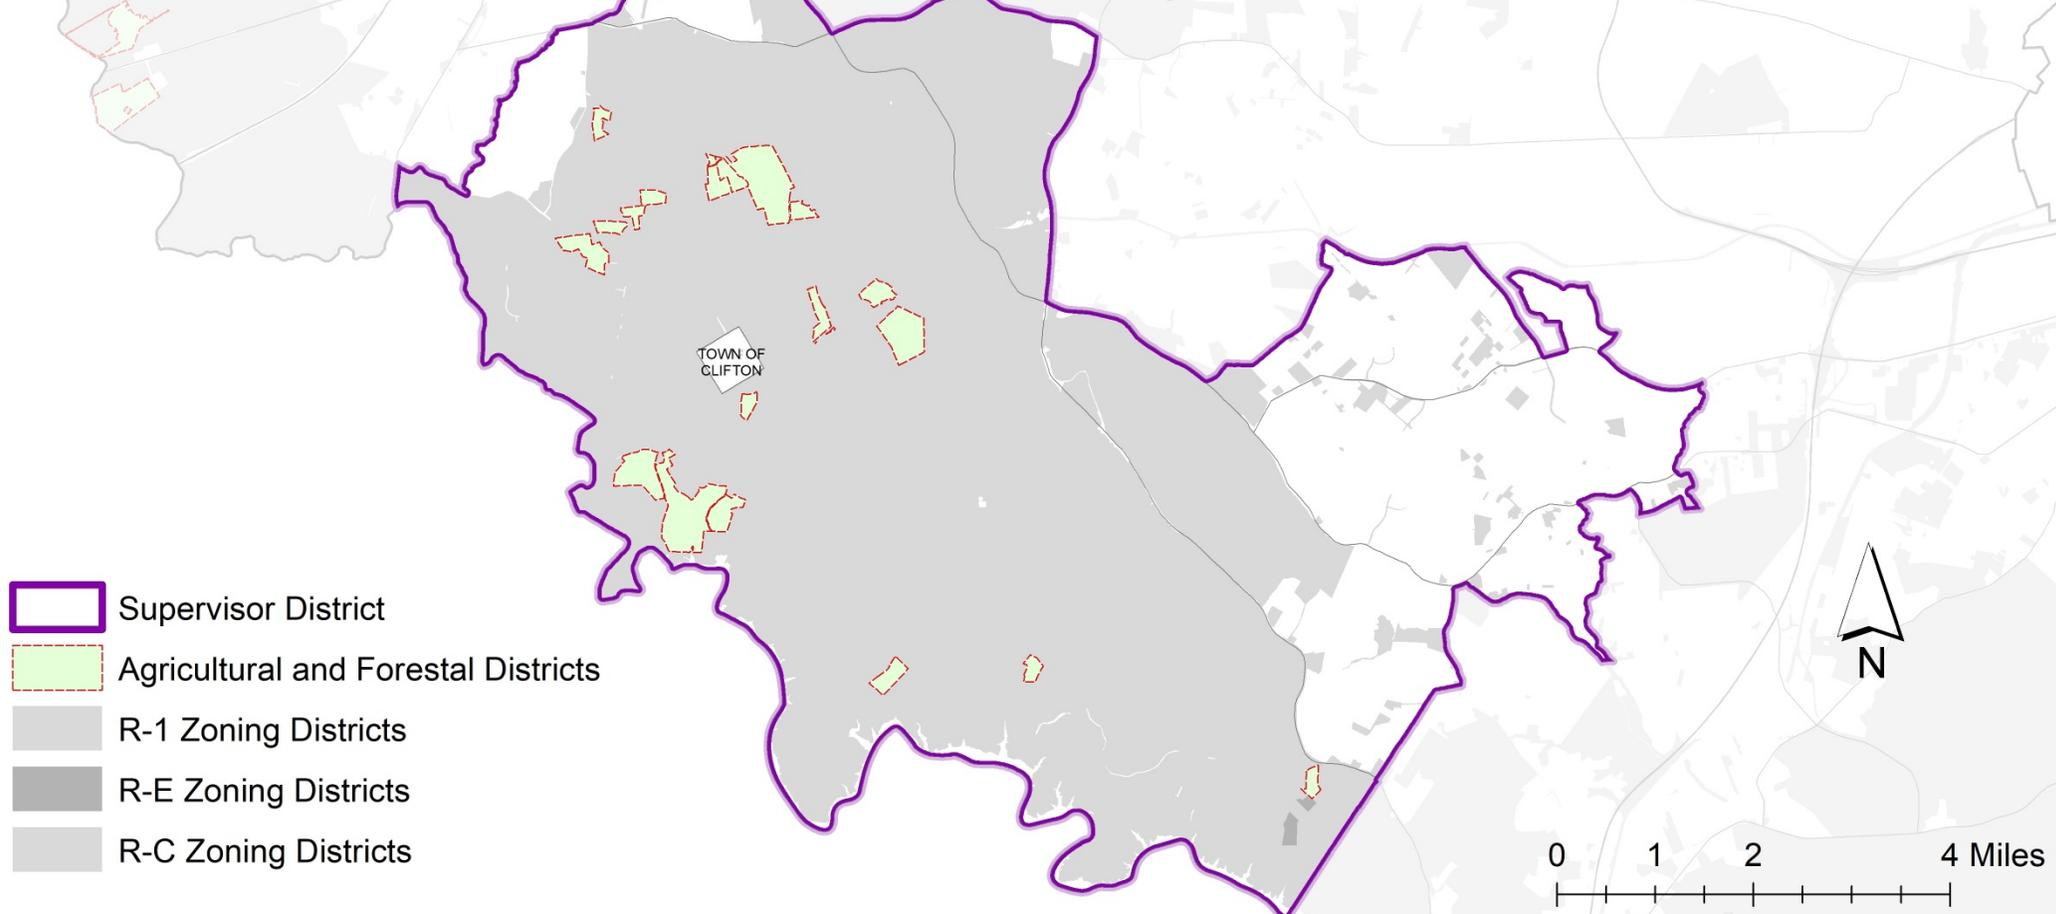 TOWN OF
CLIFTON
Supervisor District
Agricultural and Forestal Districts
R-1 Zoning Districts
R-E Zoning Districts
R-C Zoning Districts
N
0 1 2 4 Miles